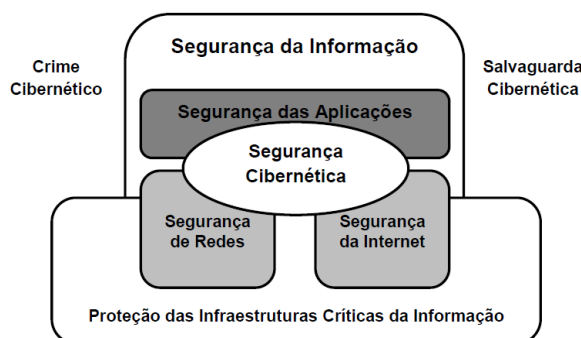 Segurança da Informação
Crime
Cibernético
Salvaguarda
Cibernética
Segurança das Aplicações
Segurança
Cibernética
Segurança
de Redes
Segurança
da Internet
Proteção das Infraestruturas Críticas da Informação